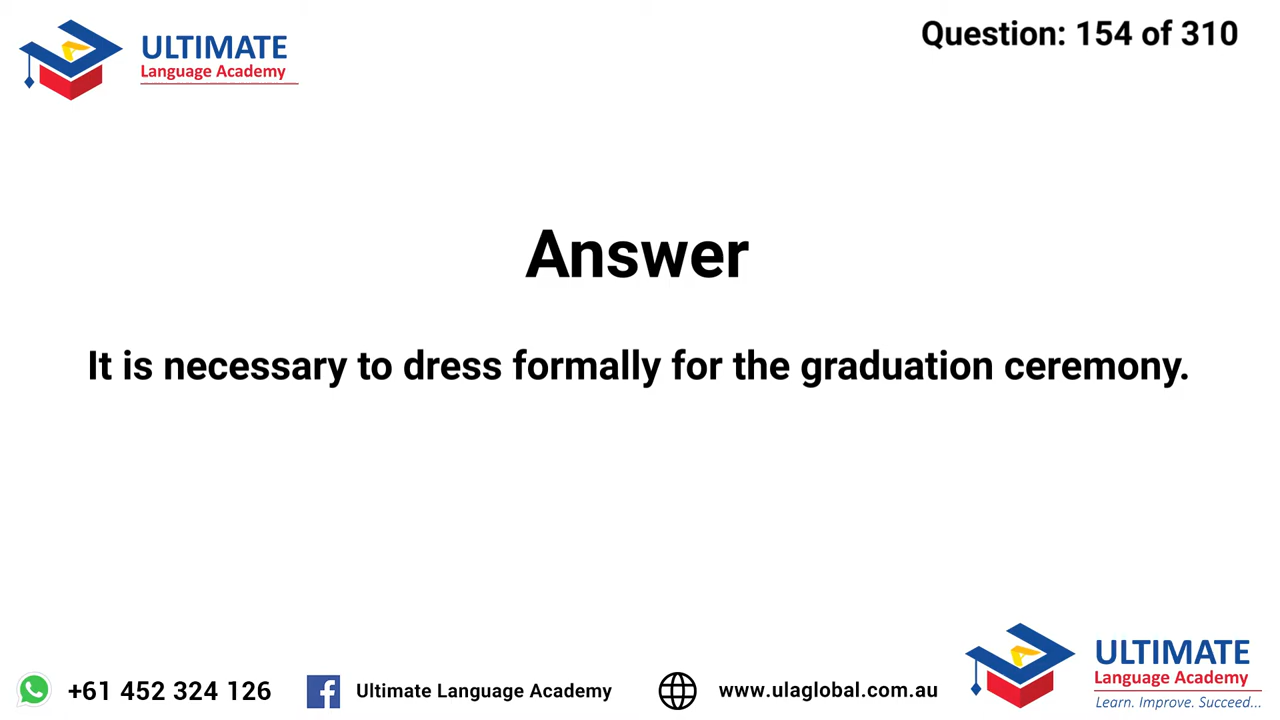 ULTIMATE
Language Academy
Question: 154 of 310
Answer
It is necessary to dress formally for the graduation ceremony.
+61 452 324 126
Ultimate Language Academy
www.ulaglobal.com.au
ULTIMATE
Language Academy
Learn. Improve. Succeed...